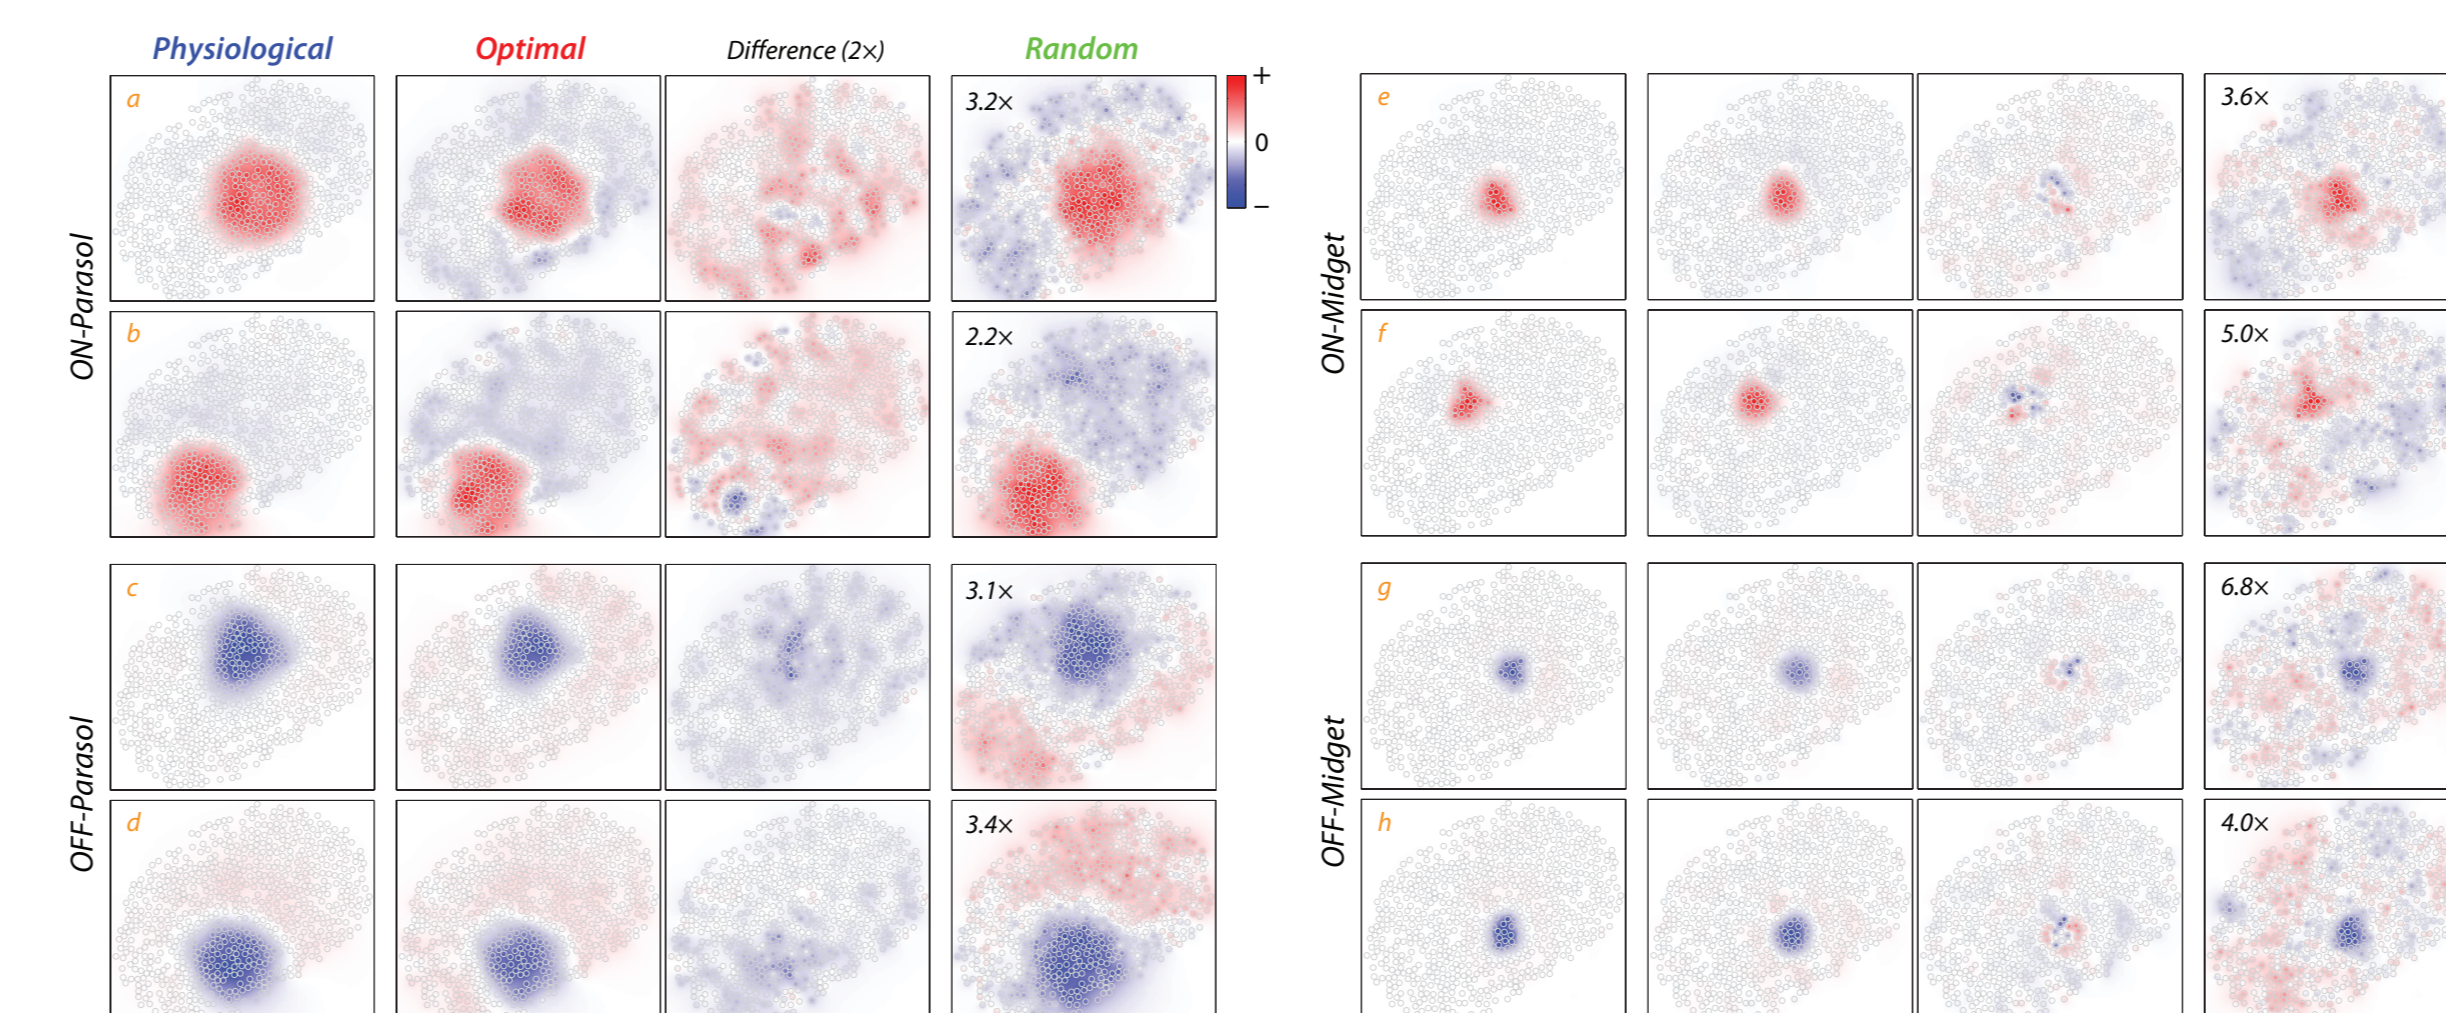 Physiological Optimal Difference (2×) Random
ON-Parasol
a
3.2×
+
0
−
b
2.2×
OFF-Parasol
c
3.1×
d
3.4×
ON-Midget
e
3.6×
f
5.0×
OFF-Midget
g
6.8×
h
4.0×